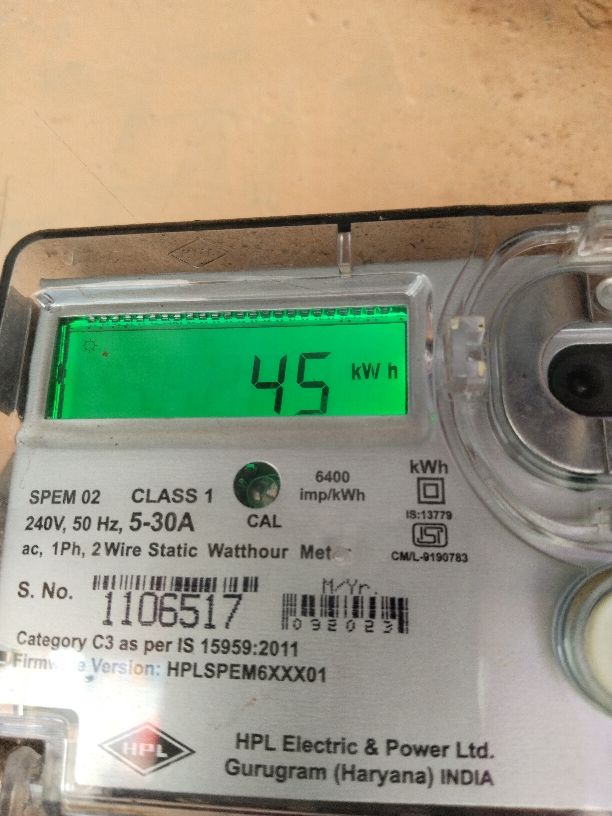 45 kWh
SPEM 02 CLASS 1
6400
imp/kWh
kWh
240V, 50 Hz, 5-30A
CAL
IS:13779
ac, 1Ph, 2 Wire Static Watthour Meter
CM/L-9190783
S. No. 1106517
M/Yr.
092023
Category C3 as per IS 15959:2011
Firmware Version: HPLSPEM6XXX01
HPL
HPL Electric & Power Ltd.
Gurugram (Haryana) INDIA